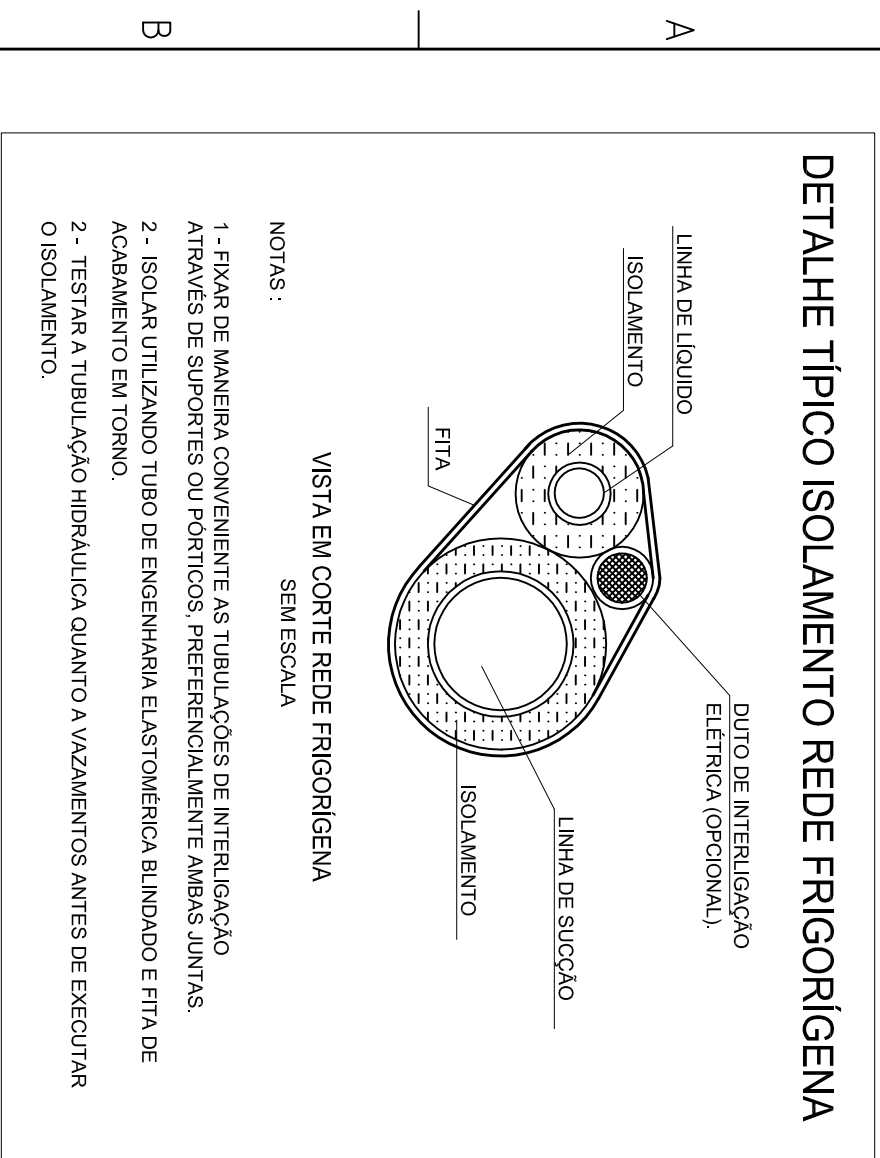 A
B
DETALHE TÍPICO ISOLAMENTO REDE FRIGORÍGENA
DUTO DE INTERLIGAÇÃO
ELÉTRICA (OPCIONAL).
LINHA DE LÍQUIDO
ISOLAMENTO
LINHA DE SUCÇÃO
ISOLAMENTO
FITA
VISTA EM CORTE REDE FRIGORÍGENA
SEM ESCALA
NOTAS :
1 - FIXAR DE MANEIRA CONVENIENTE AS TUBULAÇÕES DE INTERLIGAÇÃO
ATRAVÉS DE SUPORTES OU PÓRTICOS, PREFERENCIALMENTE AMBAS JUNTAS.
2 - ISOLAR UTILIZANDO TUBO DE ENGENHARIA ELASTOMÉRICA BLINDADO E FITA DE
ACABAMENTO EM TORNO.
2 - TESTAR A TUBULAÇÃO HIDRÁULICA QUANTO A VAZAMENTOS ANTES DE EXECUTAR
O ISOLAMENTO.